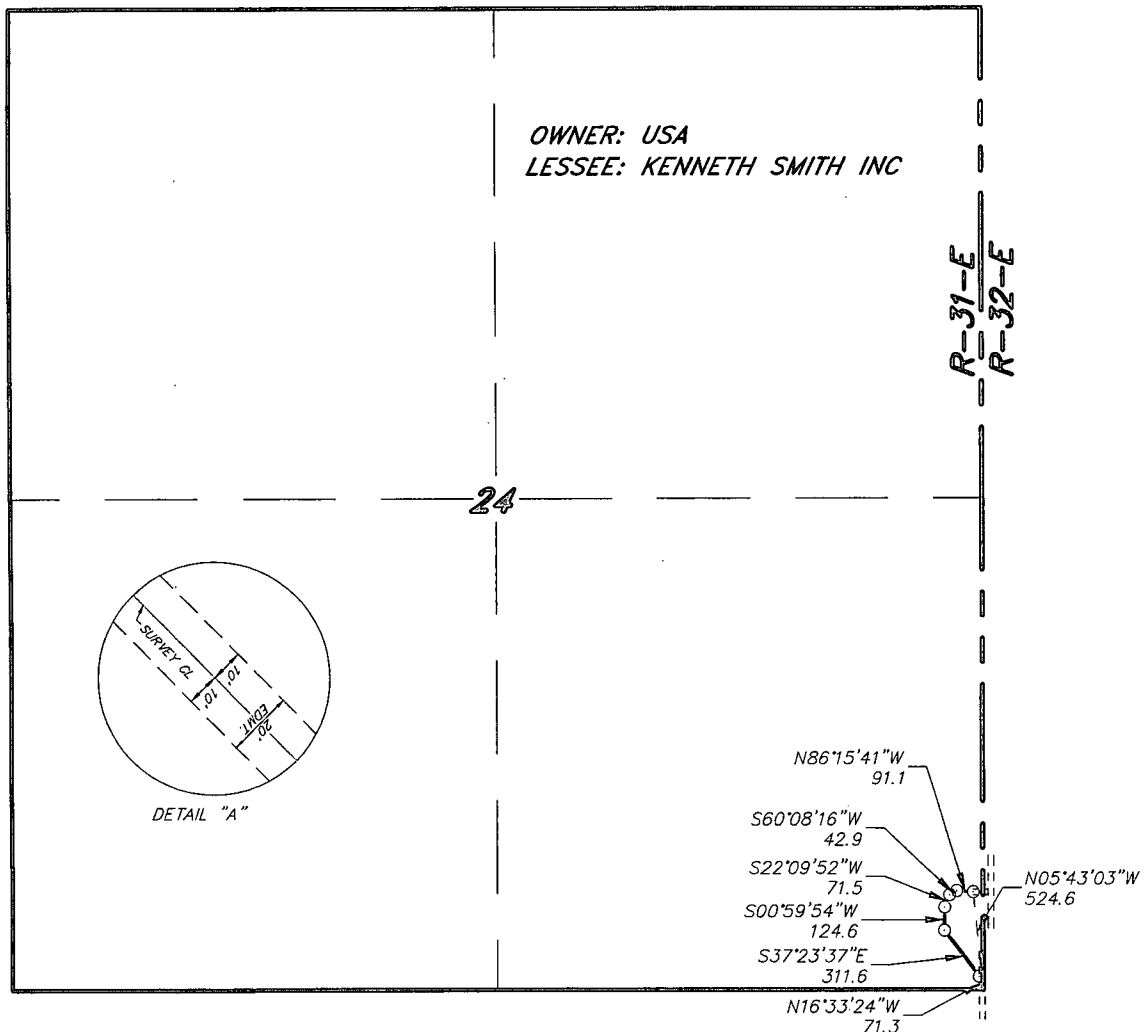 OWNER: USA
LESSEE: KENNETH SMITH INC
R-31-E
R-32-E
24
SURVEY CL
10'
10'
20'
EDMT.
DETAIL "A"
N86°15'41"W
91.1
S60°08'16"W
42.9
S22°09'52"W
71.5
S00°59'54"W
124.6
S37°23'37"E
311.6
N16°33'24"W
71.3
N05°43'03"W
524.6